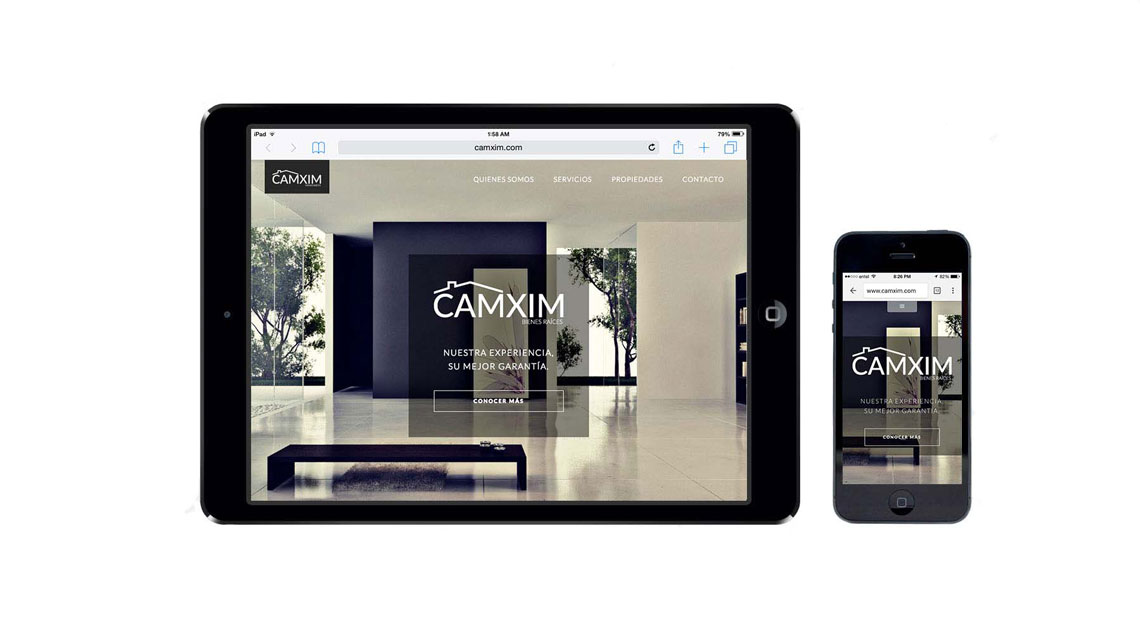 iPad
1:58 AM
79%
camxim.com
CAMXIM
QUIENES SOMOS
SERVICIOS
PROPIEDADES
CONTACTO
CAMXIM
BIENES RAÍCES
NUESTRA EXPERIENCIA,
SU MEJOR GARANTÍA.
CONOCER MÁS
entel
5:26 PM
www.camxim.com
CAMXIM
BIENES RAÍCES
NUESTRA EXPERIENCIA,
SU MEJOR GARANTÍA.
CONOCER MÁS